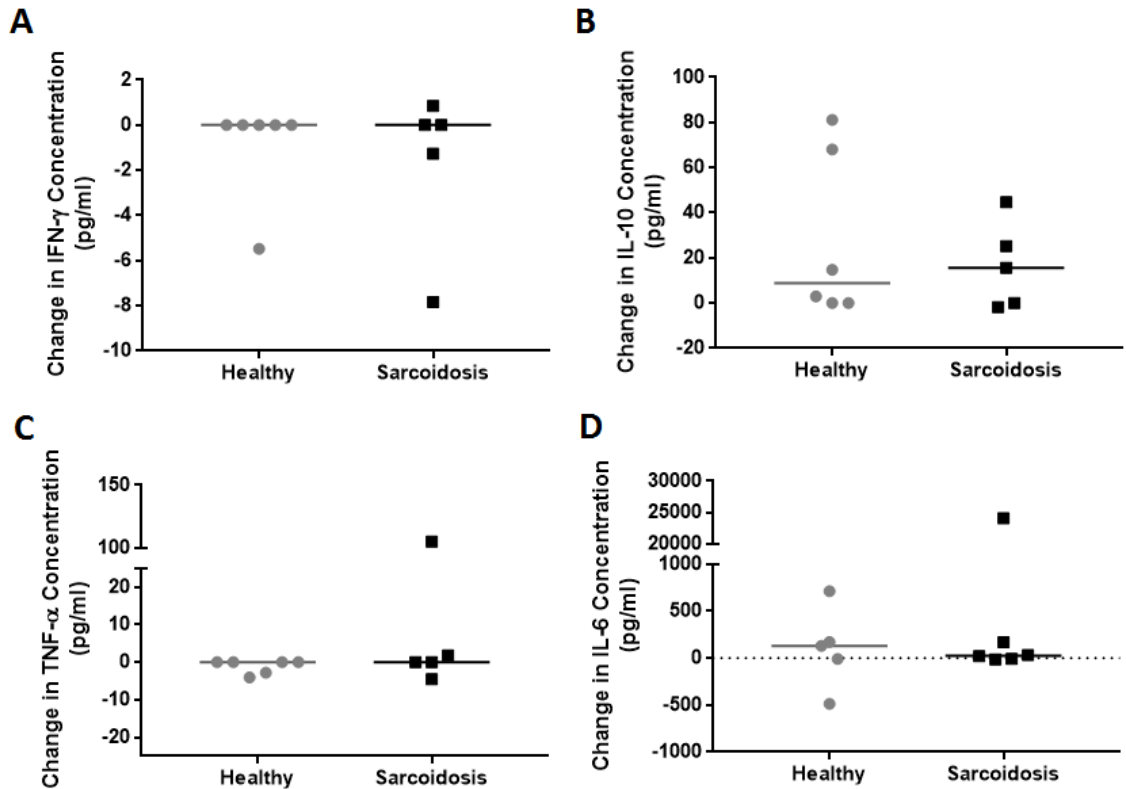 A
Change in IFN-γ Concentration
(pg/ml)
2
0
-2
-4
-6
-8
-10
Healthy
Sarcoidosis
B
Change in IL-10 Concentration
(pg/ml)
100
80
60
40
20
0
-20
Healthy
Sarcoidosis
C
Change in TNF-α Concentration
(pg/ml)
150
100
20
10
0
-10
-20
Healthy
Sarcoidosis
D
Change in IL-6 Concentration
(pg/ml)
30000
25000
20000
1000
500
0
-500
-1000
Healthy
Sarcoidosis